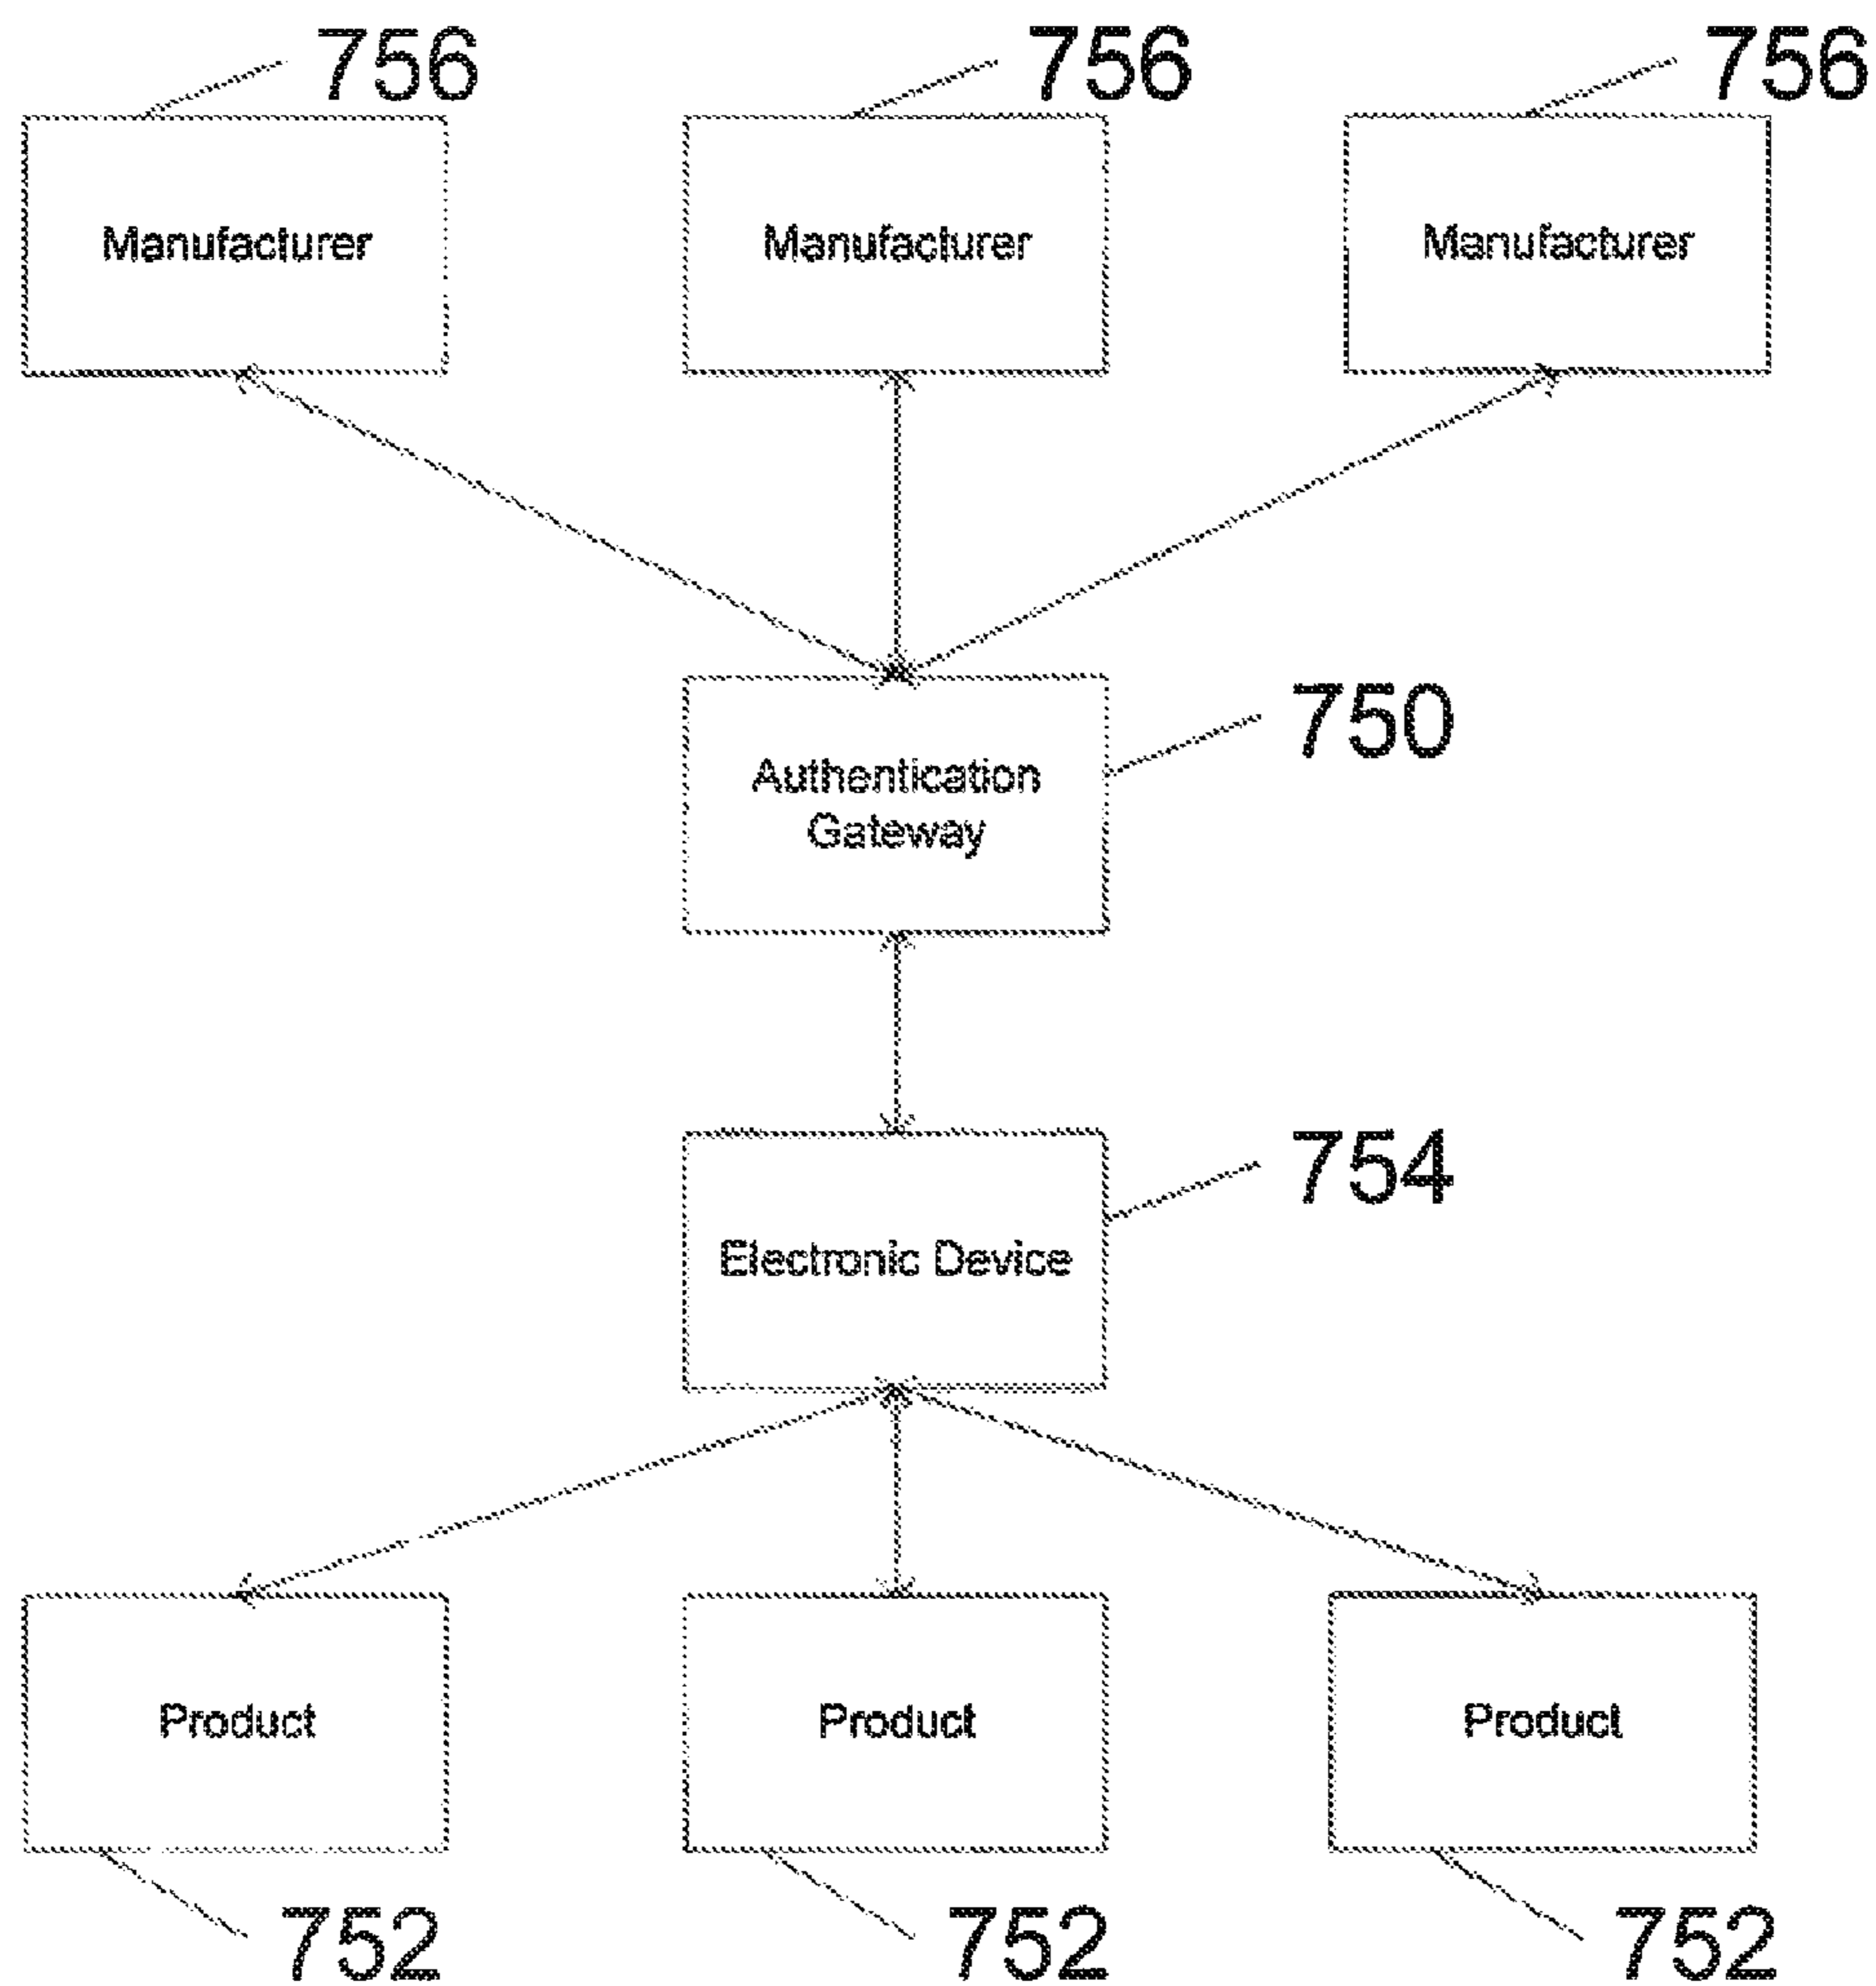 756
756
756
Manufacturer
Manufacturer
Manufacturer
750
Authentication
Gateway
754
Electronic Device
Product
Product
Product
752
752
752